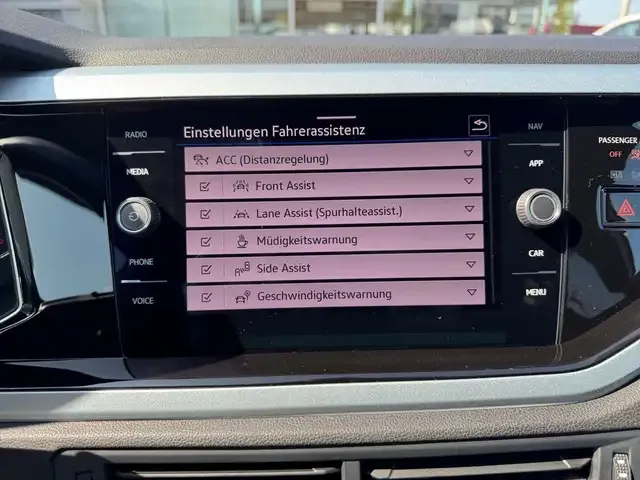 RADIO
MEDIA
PHONE
VOICE
Einstellungen Fahrerassistenz
ACC (Distanzregelung)
Front Assist
Lane Assist (Spurhalteassist.)
Müdigkeitswarnung
Side Assist
Geschwindigkeitswarnung
NAV
APP
CAR
MENU
PASSENGER
OFF
ON